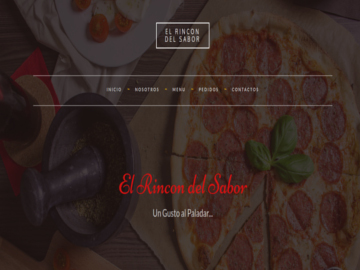 EL RINCON
DEL SABOR
INICIO NOSOTROS MENU PEDIDOS CONTACTOS
El Rincon del Sabor
Un Gusto al Paladar...